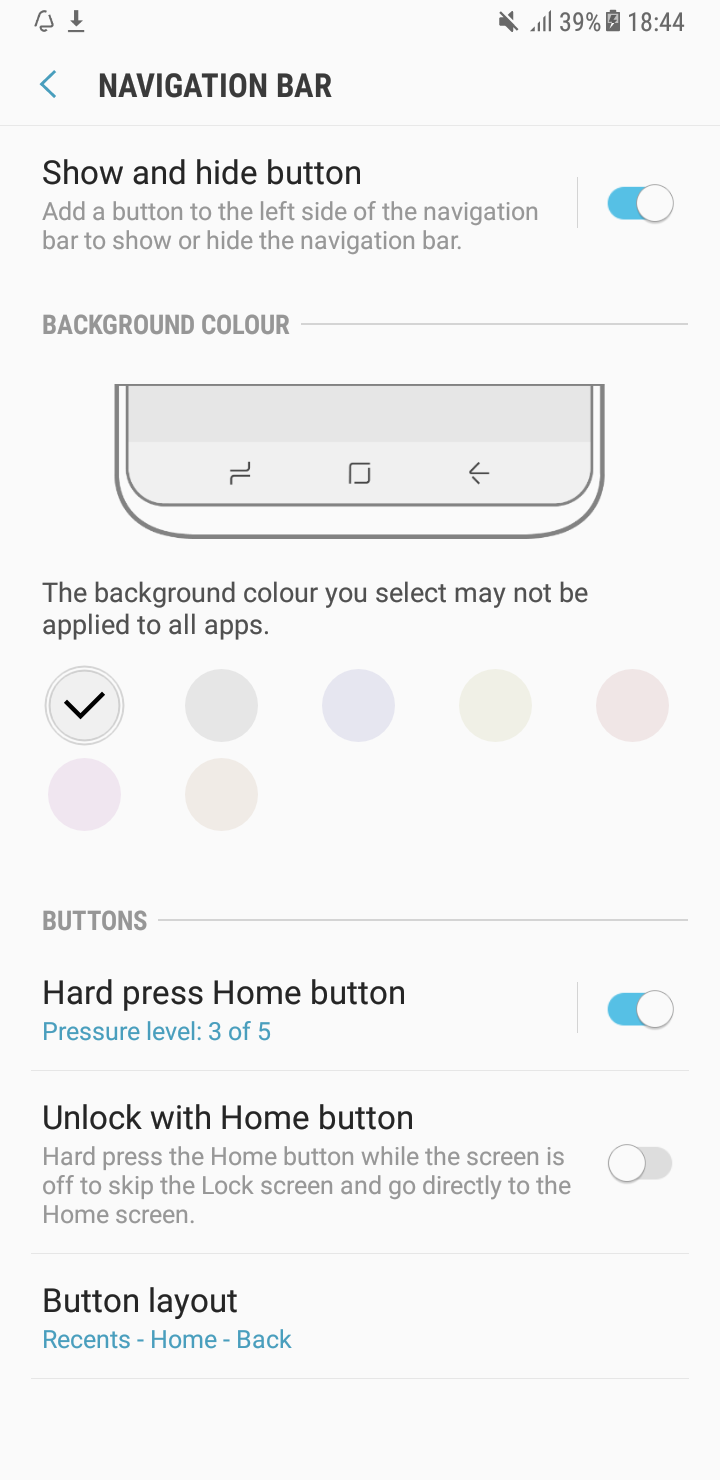 39% 18:44
NAVIGATION BAR
Show and hide button
Add a button to the left side of the navigation
bar to show or hide the navigation bar.
BACKGROUND COLOUR
The background colour you select may not be
applied to all apps.
BUTTONS
Hard press Home button
Pressure level: 3 of 5
Unlock with Home button
Hard press the Home button while the screen is
off to skip the Lock screen and go directly to the
Home screen.
Button layout
Recents - Home - Back